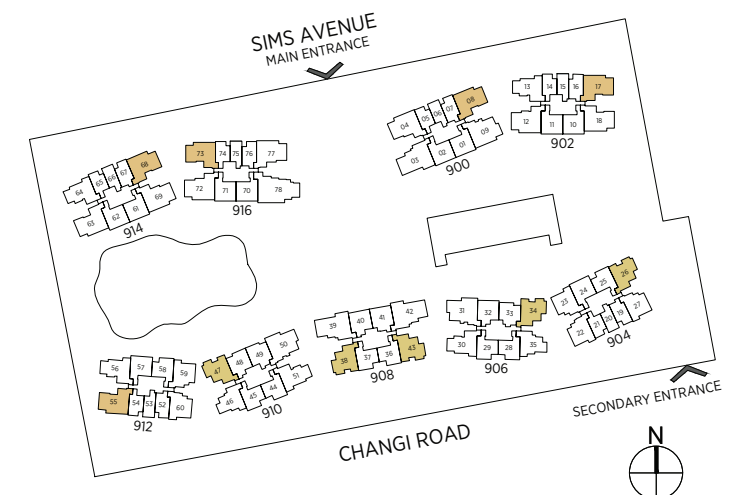 SIMS AVENUE
MAIN ENTRANCE
04 05 06 07 08
03 02 01 09
900
13 14 15 16 17
12 11 10 18
902
64 65 66 67 68
63 62 61 69
914
73 74 75 76 77
72 71 70 78
916
23 24 25 26
22 21 20 19 27
904
31 32 33 34
30 29 28 35
906
39 40 41 42
38 37 36 43
908
47 48 49 50
46 45 44 51
910
56 57 58 59
55 54 53 52 60
912
SECONDARY ENTRANCE
CHANGI ROAD
N